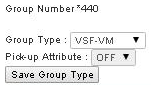 Group Number *440
Group Type : VSF-VM
Pick-up Attribute : OFF
Save Group Type